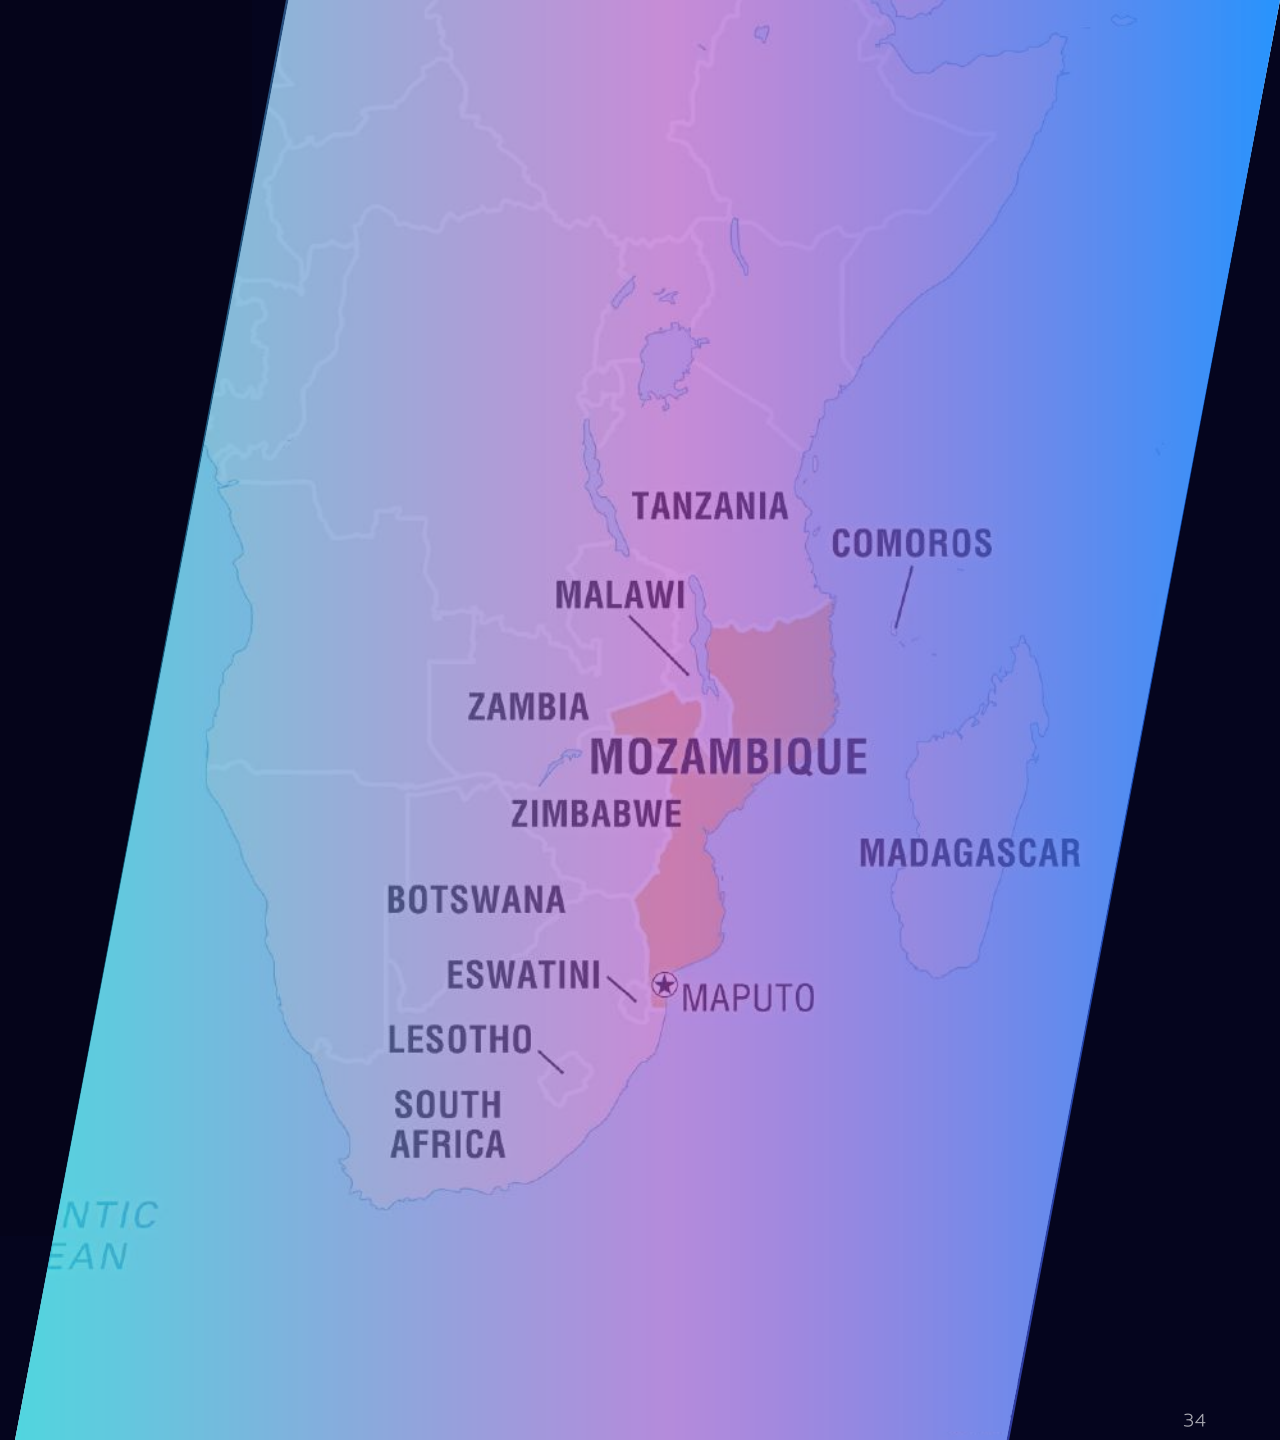 TANZANIA
COMOROS
MALAWI
ZAMBIA
MOZAMBIQUE
ZIMBABWE
MADAGASCAR
BOTSWANA
ESWATINI
MAPUTO
LESOTHO
SOUTH
AFRICA
NTIC
EAN
34